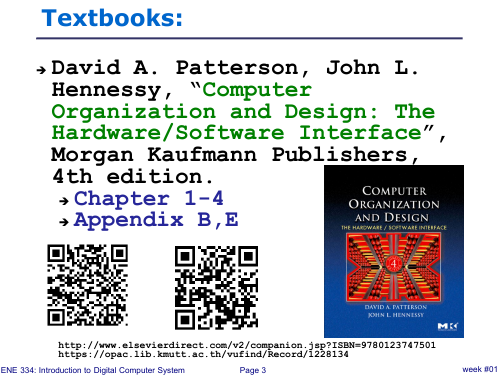 Textbooks:
➔ David A. Patterson, John L.
Hennessy, “Computer
Organization and Design: The
Hardware/Software Interface”,
Morgan Kaufmann Publishers,
4th edition.
➔ Chapter 1-4
➔ Appendix B,E
COMPUTER
ORGANIZATION
AND DESIGN
THE HARDWARE / SOFTWARE INTERFACE
4
DAVID A. PATTERSON
JOHN L. HENNESSY
MK
http://www.elsevierdirect.com/v2/companion.jsp?ISBN=9780123747501
https://opac.lib.kmutt.ac.th/vufind/Record/1228134
ENE 334: Introduction to Digital Computer System
Page 3
week #01